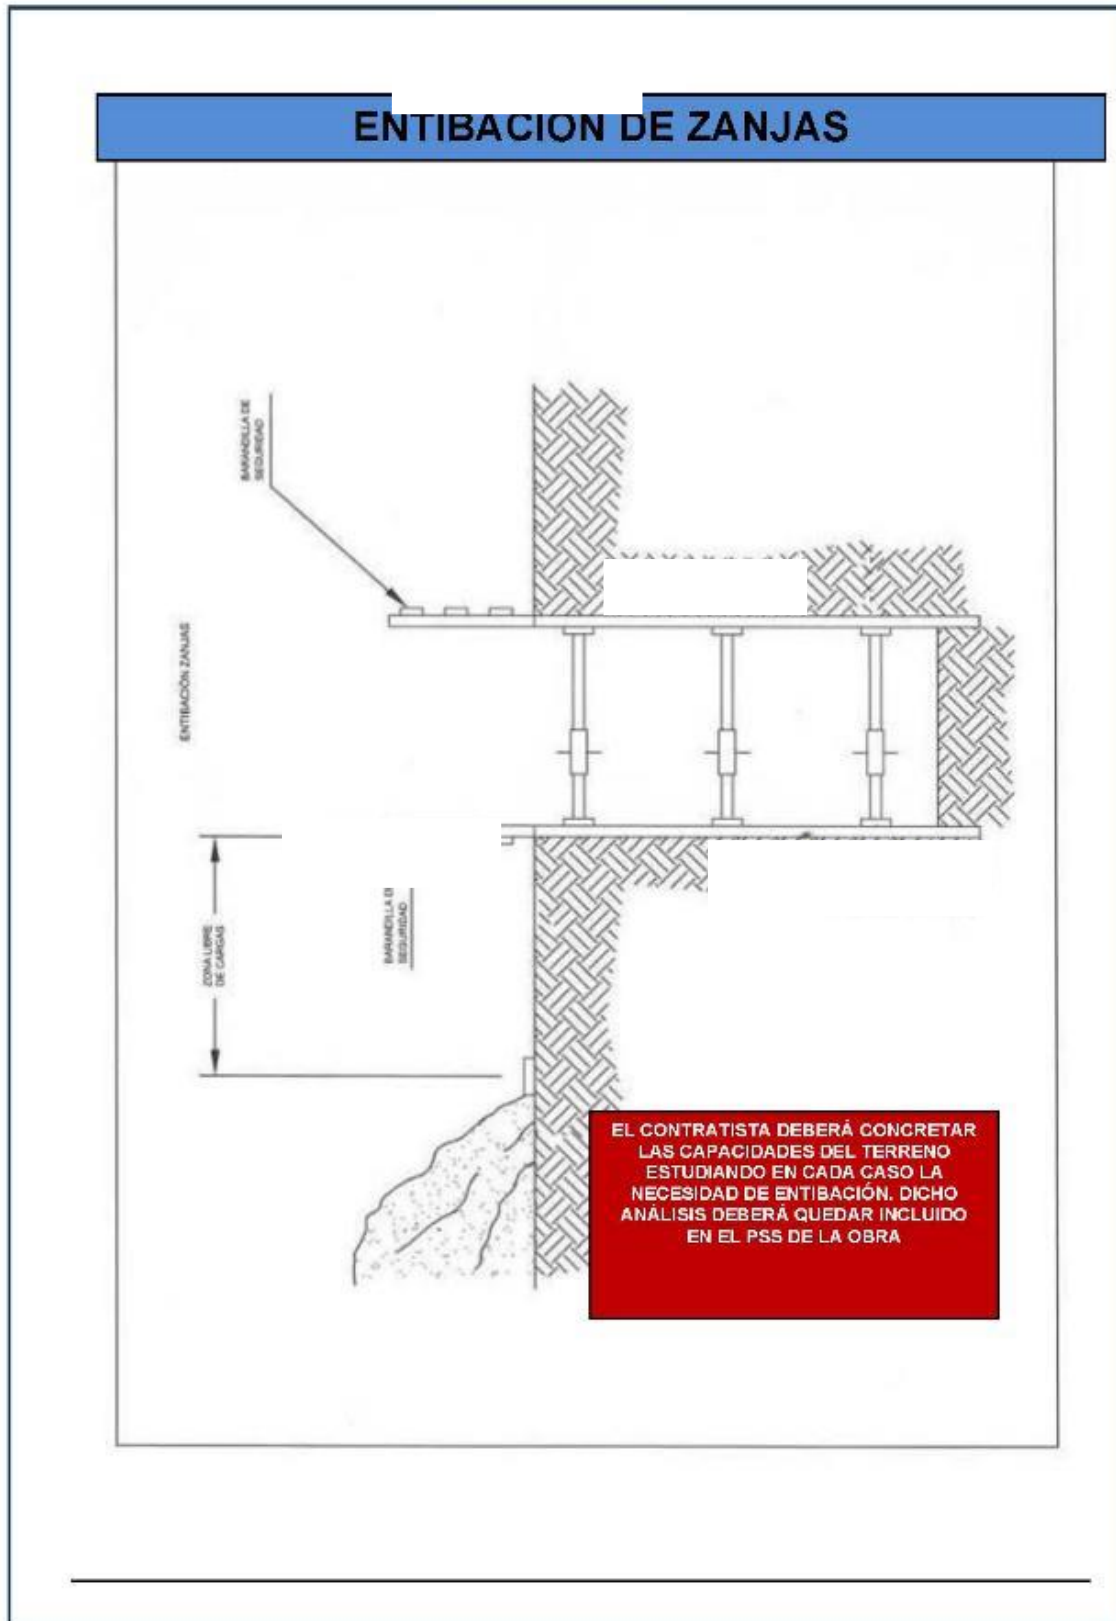 ENTIBACION DE ZANJAS
BARANDILLA DE
SEGURIDAD
ENTIBACIÓN ZANJAS
ZONA LIBRE
DE CARGAS
BARANDILLA
SEGURIDAD
EL CONTRATISTA DEBERÁ CONCRETAR
LAS CAPACIDADES DEL TERRENO
ESTUDIANDO EN CADA CASO LA
NECESIDAD DE ENTIBACIÓN. DICHO
ANÁLISIS DEBERÁ QUEDAR INCLUIDO
EN EL PSS DE LA OBRA